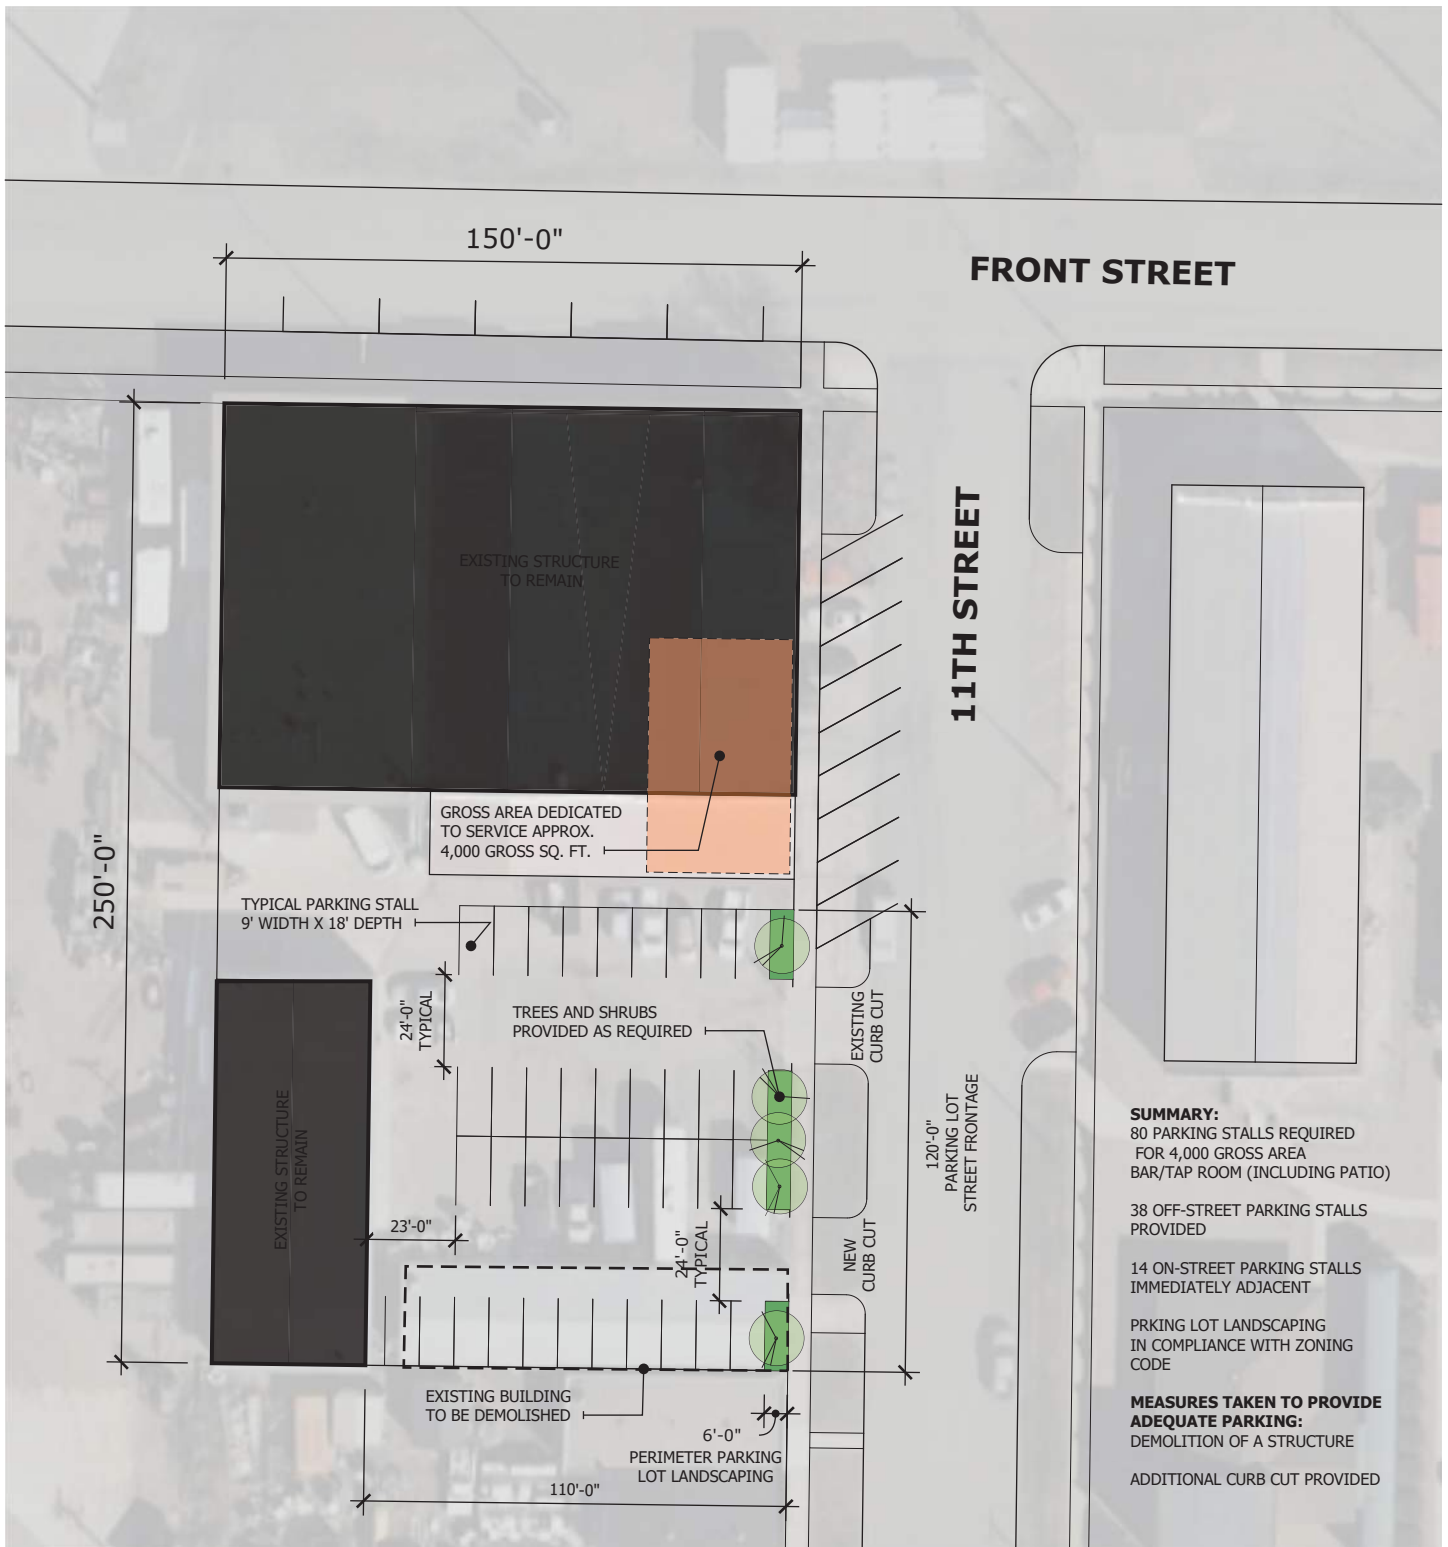 150'-0"
FRONT STREET
11TH STREET
250'-0"
EXISTING STRUCTURE
TO REMAIN
GROSS AREA DEDICATED
TO SERVICE APPROX.
4,000 GROSS SQ. FT.
TYPICAL PARKING STALL
9' WIDTH X 18' DEPTH
24'-0"
TYPICAL
TREES AND SHRUBS
PROVIDED AS REQUIRED
EXISTING
CURB CUT
120'-0"
PARKING LOT
STREET FRONTAGE
EXISTING STRUCTURE
TO REMAIN
23'-0"
24'-0"
TYPICAL
NEW
CURB CUT
EXISTING BUILDING
TO BE DEMOLISHED
6'-0"
PERIMETER PARKING
LOT LANDSCAPING
110'-0"
SUMMARY:
80 PARKING STALLS REQUIRED
FOR 4,000 GROSS AREA
BAR/TAP ROOM (INCLUDING PATIO)
38 OFF-STREET PARKING STALLS
PROVIDED
14 ON-STREET PARKING STALLS
IMMEDIATELY ADJACENT
PRKING LOT LANDSCAPING
IN COMPLIANCE WITH ZONING
CODE
MEASURES TAKEN TO PROVIDE
ADEQUATE PARKING:
DEMOLITION OF A STRUCTURE
ADDITIONAL CURB CUT PROVIDED